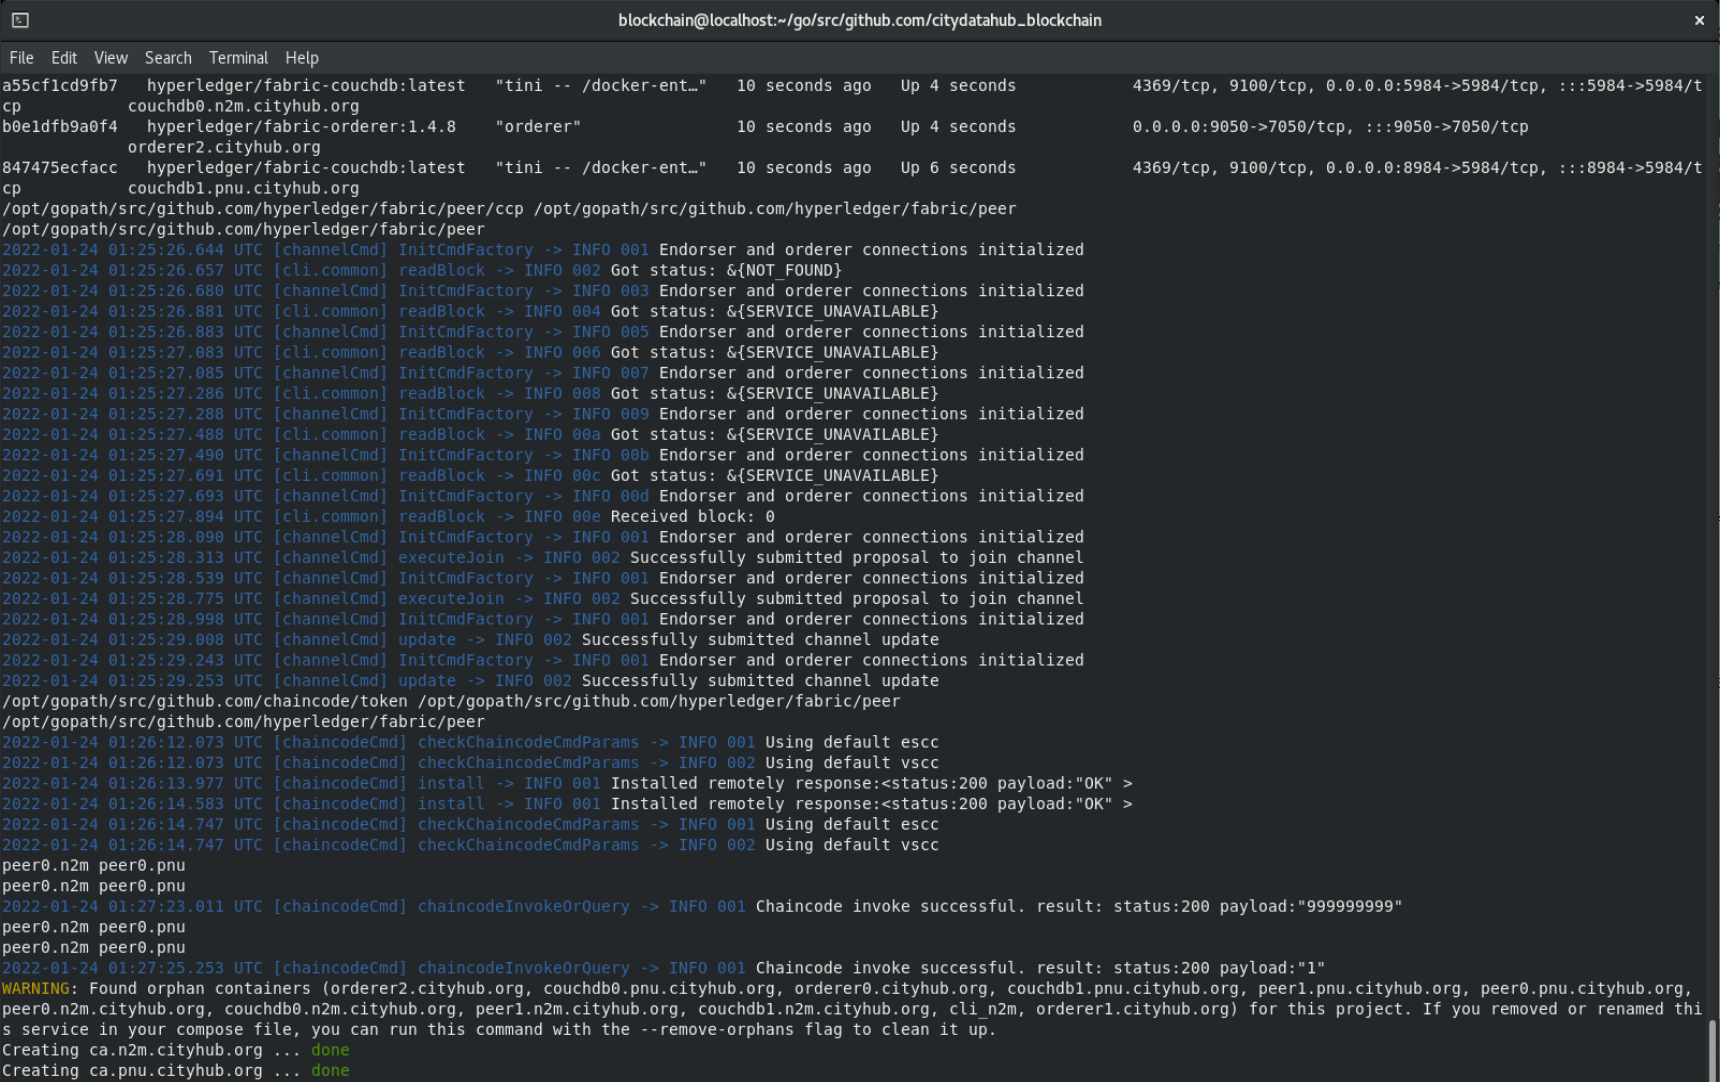 blockchain@localhost:~/go/src/github.com/citydatahub_blockchain
×
File Edit View Search Terminal Help
a55cf1cd9fb7   hyperledger/fabric-couchdb:latest   "tini -- /docker-ent…"   10 seconds ago   Up 4 seconds            4369/tcp, 9100/tcp, 0.0.0.0:5984->5984/tcp, :::5984->5984/t
cp           couchdb0.n2m.cityhub.org
b0e1dfb9a0f4   hyperledger/fabric-orderer:1.4.8    "orderer"                10 seconds ago   Up 4 seconds            0.0.0.0:9050->7050/tcp, :::9050->7050/tcp
             orderer2.cityhub.org
847475ecfacc   hyperledger/fabric-couchdb:latest   "tini -- /docker-ent…"   10 seconds ago   Up 6 seconds            4369/tcp, 9100/tcp, 0.0.0.0:8984->5984/tcp, :::8984->5984/t
cp           couchdb1.pnu.cityhub.org
/opt/gopath/src/github.com/hyperledger/fabric/peer/ccp /opt/gopath/src/github.com/hyperledger/fabric/peer
/opt/gopath/src/github.com/hyperledger/fabric/peer
2022-01-24 01:25:26.644 UTC [channelCmd] InitCmdFactory -> INFO 001 Endorser and orderer connections initialized
2022-01-24 01:25:26.657 UTC [cli.common] readBlock -> INFO 002 Got status: &{NOT_FOUND}
2022-01-24 01:25:26.680 UTC [channelCmd] InitCmdFactory -> INFO 003 Endorser and orderer connections initialized
2022-01-24 01:25:26.881 UTC [cli.common] readBlock -> INFO 004 Got status: &{SERVICE_UNAVAILABLE}
2022-01-24 01:25:26.883 UTC [channelCmd] InitCmdFactory -> INFO 005 Endorser and orderer connections initialized
2022-01-24 01:25:27.083 UTC [cli.common] readBlock -> INFO 006 Got status: &{SERVICE_UNAVAILABLE}
2022-01-24 01:25:27.085 UTC [channelCmd] InitCmdFactory -> INFO 007 Endorser and orderer connections initialized
2022-01-24 01:25:27.286 UTC [cli.common] readBlock -> INFO 008 Got status: &{SERVICE_UNAVAILABLE}
2022-01-24 01:25:27.288 UTC [channelCmd] InitCmdFactory -> INFO 009 Endorser and orderer connections initialized
2022-01-24 01:25:27.488 UTC [cli.common] readBlock -> INFO 00a Got status: &{SERVICE_UNAVAILABLE}
2022-01-24 01:25:27.490 UTC [channelCmd] InitCmdFactory -> INFO 00b Endorser and orderer connections initialized
2022-01-24 01:25:27.691 UTC [cli.common] readBlock -> INFO 00c Got status: &{SERVICE_UNAVAILABLE}
2022-01-24 01:25:27.693 UTC [channelCmd] InitCmdFactory -> INFO 00d Endorser and orderer connections initialized
2022-01-24 01:25:27.894 UTC [cli.common] readBlock -> INFO 00e Received block: 0
2022-01-24 01:25:28.090 UTC [channelCmd] InitCmdFactory -> INFO 001 Endorser and orderer connections initialized
2022-01-24 01:25:28.313 UTC [channelCmd] executeJoin -> INFO 002 Successfully submitted proposal to join channel
2022-01-24 01:25:28.539 UTC [channelCmd] InitCmdFactory -> INFO 001 Endorser and orderer connections initialized
2022-01-24 01:25:28.775 UTC [channelCmd] executeJoin -> INFO 002 Successfully submitted proposal to join channel
2022-01-24 01:25:28.998 UTC [channelCmd] InitCmdFactory -> INFO 001 Endorser and orderer connections initialized
2022-01-24 01:25:29.008 UTC [channelCmd] update -> INFO 002 Successfully submitted channel update
2022-01-24 01:25:29.243 UTC [channelCmd] InitCmdFactory -> INFO 001 Endorser and orderer connections initialized
2022-01-24 01:25:29.253 UTC [channelCmd] update -> INFO 002 Successfully submitted channel update
/opt/gopath/src/github.com/chaincode/token /opt/gopath/src/github.com/hyperledger/fabric/peer
/opt/gopath/src/github.com/hyperledger/fabric/peer
2022-01-24 01:26:12.073 UTC [chaincodeCmd] checkChaincodeCmdParams -> INFO 001 Using default escc
2022-01-24 01:26:12.073 UTC [chaincodeCmd] checkChaincodeCmdParams -> INFO 002 Using default vscc
2022-01-24 01:26:13.977 UTC [chaincodeCmd] install -> INFO 001 Installed remotely response:<status:200 payload:"OK" >
2022-01-24 01:26:14.583 UTC [chaincodeCmd] install -> INFO 001 Installed remotely response:<status:200 payload:"OK" >
2022-01-24 01:26:14.747 UTC [chaincodeCmd] checkChaincodeCmdParams -> INFO 001 Using default escc
2022-01-24 01:26:14.747 UTC [chaincodeCmd] checkChaincodeCmdParams -> INFO 002 Using default vscc
peer0.n2m peer0.pnu
peer0.n2m peer0.pnu
2022-01-24 01:27:23.011 UTC [chaincodeCmd] chaincodeInvokeOrQuery -> INFO 001 Chaincode invoke successful. result: status:200 payload:"999999999"
peer0.n2m peer0.pnu
peer0.n2m peer0.pnu
2022-01-24 01:27:25.253 UTC [chaincodeCmd] chaincodeInvokeOrQuery -> INFO 001 Chaincode invoke successful. result: status:200 payload:"1"
WARNING: Found orphan containers (orderer2.cityhub.org, couchdb0.pnu.cityhub.org, orderer0.cityhub.org, couchdb1.pnu.cityhub.org, peer1.pnu.cityhub.org, peer0.pnu.cityhub.org,
peer0.n2m.cityhub.org, couchdb0.n2m.cityhub.org, peer1.n2m.cityhub.org, couchdb1.n2m.cityhub.org, cli_n2m, orderer1.cityhub.org) for this project. If you removed or renamed thi
s service in your compose file, you can run this command with the --remove-orphans flag to clean it up.
Creating ca.n2m.cityhub.org ... done
Creating ca.pnu.cityhub.org ... done